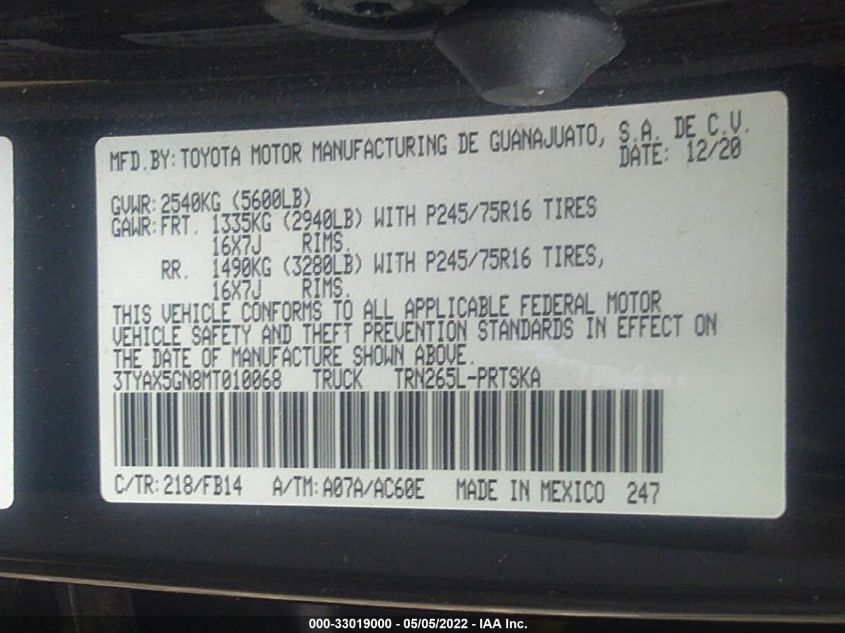 MFD.BY: TOYOTA MOTOR MANUFACTURING DE GUANAJUATO, S.A. DE C.V.
DATE: 12/20
GVWR: 2540KG (5600LB)
GAWR: FRT. 1335KG (2940LB) WITH P245/75R16 TIRES
16X7J RIMS.
RR. 1490KG (3280LB) WITH P245/75R16 TIRES,
16X7J RIMS.
THIS VEHICLE CONFORMS TO ALL APPLICABLE FEDERAL MOTOR
VEHICLE SAFETY AND THEFT PREVENTION STANDARDS IN EFFECT ON
THE DATE OF MANUFACTURE SHOWN ABOVE.
3TYAX5GN8MT010068 TRUCK TRN265L-PRTSKA
C/TR: 218/FB14 A/TM: A07A/AC60E MADE IN MEXICO 247
000-33019000 - 05/05/2022 - IAA Inc.